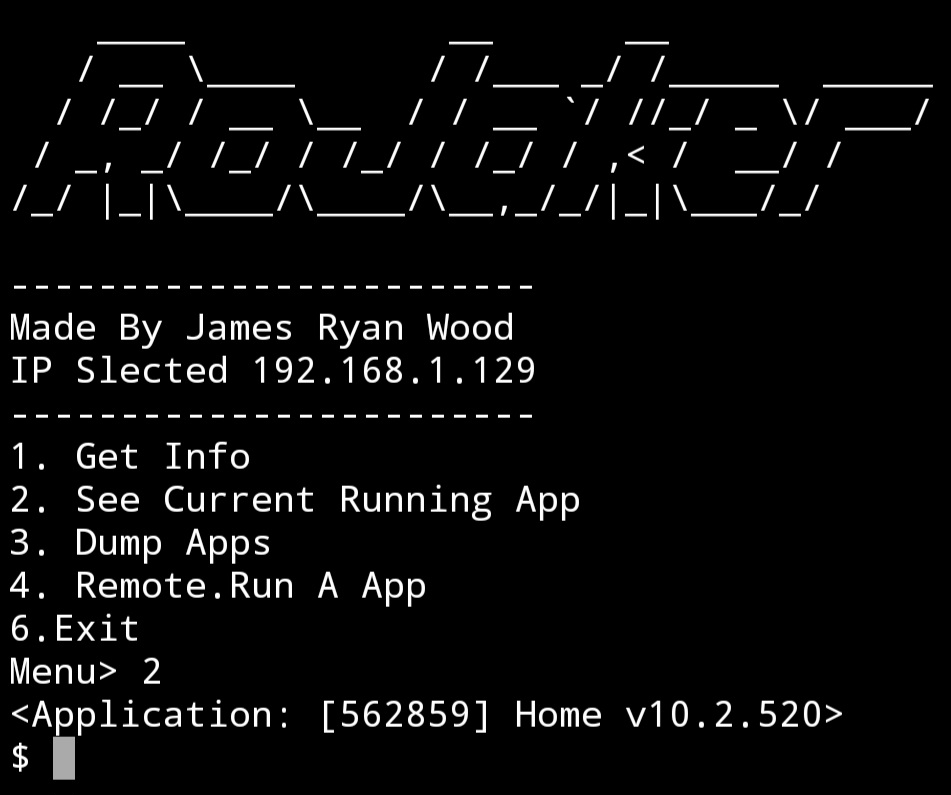 RoJaker
------------------------
Made By James Ryan Wood
IP Slected 192.168.1.129
------------------------
1. Get Info
2. See Current Running App
3. Dump Apps
4. Remote.Run A App
6.Exit
Menu> 2
<Application: [562859] Home v10.2.520>
$